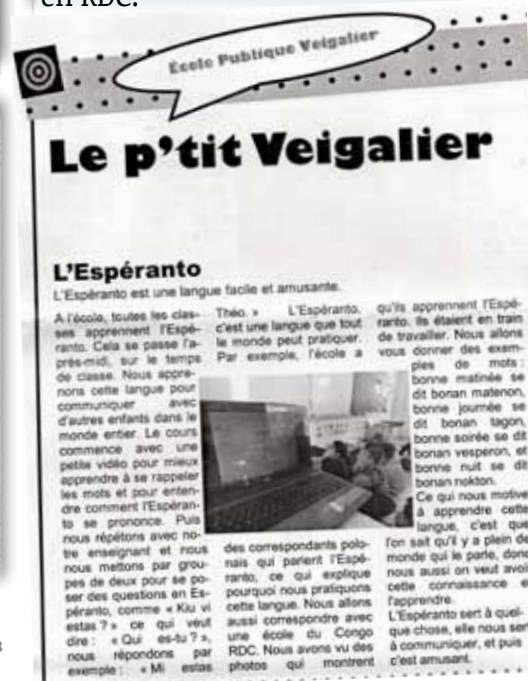 en RDC.
École Publique Veigalier
Le p'tit Veigalier
L'Espéranto
L'Espéranto est une langue facile et amusante.
A l'école, toutes les clas-
ses apprennent l'Espé-
ranto. Cela se passe l'a-
près-midi, sur le temps
de classe. Nous appre-
nons cette langue pour
communiquer avec
d'autres enfants dans le
monde entier. Le cours
commence avec une
petite vidéo pour mieux
apprendre à se rappeler
les mots et pour enten-
dre comment l'Espéran-
to se prononce. Puis
nous répétons avec no-
tre enseignant et nous
nous mettons par grou-
pes de deux pour se po-
ser des questions en Es-
péranto, comme « Kiu vi
estas ? » ce qui veut
dire : « Qui es-tu ? »,
nous répondons par
exemple : « Mi estas
Théo. » L'Espéranto,
c'est une langue que tout
le monde peut pratiquer.
Par exemple, l'école a
des correspondants polo-
nais qui parlent l'Espé-
ranto, ce qui explique
pourquoi nous pratiquons
cette langue. Nous allons
aussi correspondre avec
une école du Congo
RDC. Nous avons vu des
photos qui montrent
qu'ils apprennent l'Espé-
ranto. Ils étaient en train
de travailler. Nous allons
vous donner des exem-
ples de mots :
bonne matinée se
dit bonan matenon,
bonne journée se
dit bonan tagon,
bonne soirée se dit
bonan vesperon, et
bonne nuit se dit
bonan nokton.
Ce qui nous motive
à apprendre cette
langue, c'est que
l'on sait qu'il y a plein de
monde qui le parle, donc
nous aussi on veut avoir
cette connaissance et
l'apprendre.
L'Espéranto sert à quel-
que chose, elle nous sert
à communiquer, et puis
c'est amusant.